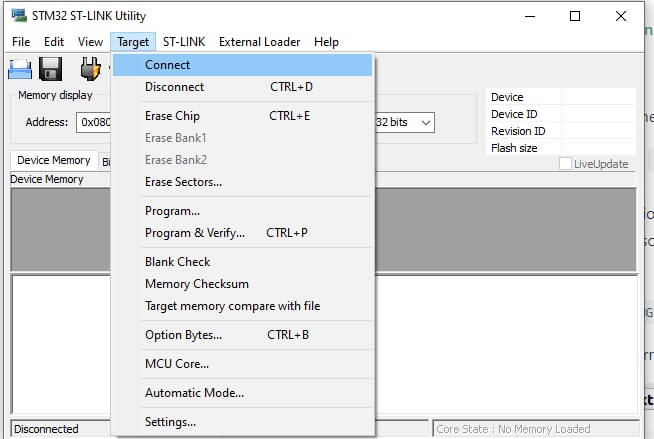 STM32 ST-LINK Utility
File Edit View Target ST-LINK External Loader Help
Connect
Disconnect CTRL+D
Erase Chip CTRL+E
Erase Bank1
Erase Bank2
Erase Sectors...
Program...
Program & Verify... CTRL+P
Blank Check
Memory Checksum
Target memory compare with file
Option Bytes... CTRL+B
MCU Core...
Automatic Mode...
Settings...
Memory display
Address: 0x080
32 bits
Device
Device ID
Revision ID
Flash size
LiveUpdate
Device Memory
Device Memory
Disconnected
Core State : No Memory Loaded